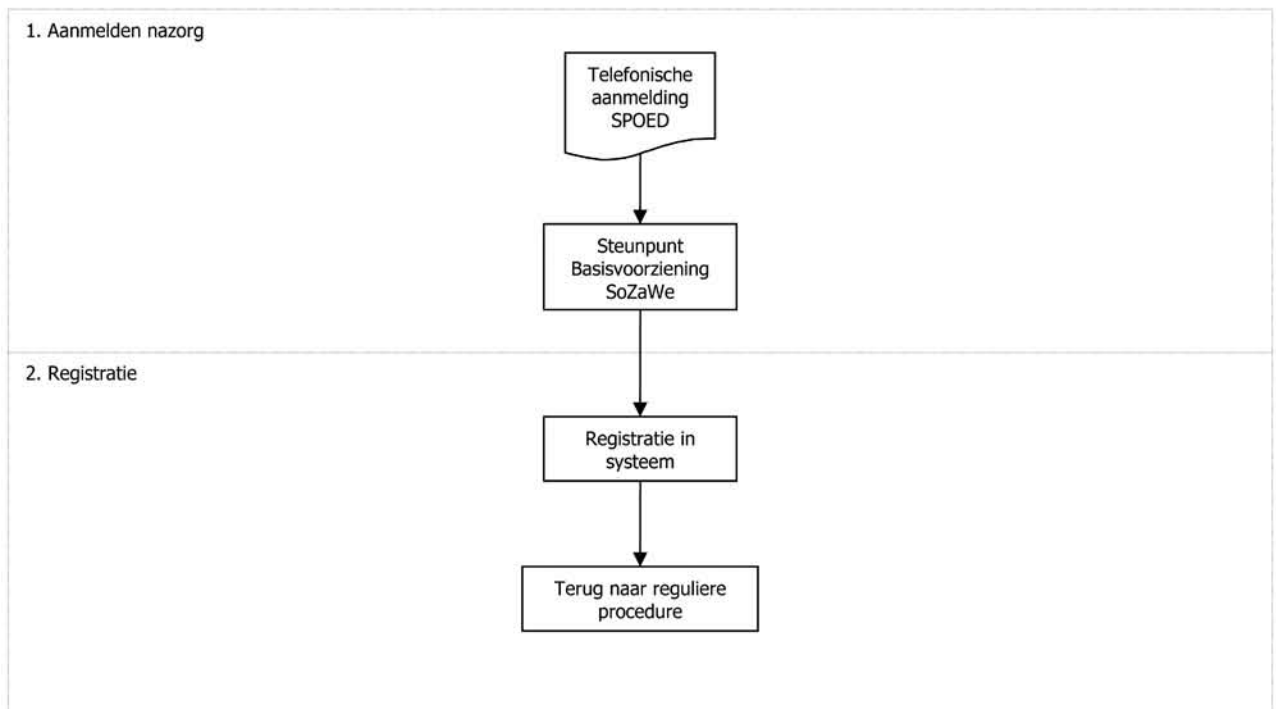 1. Aanmelden nazorg
Telefonische
aanmelding
SPOED
Steunpunt
Basisvoorziening
SoZaWe
2. Registratie
Registratie in
systeem
Terug naar reguliere
procedure